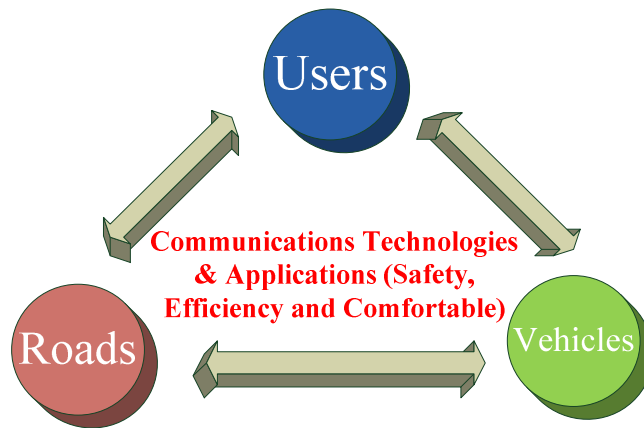 Users
Communications Technologies
& Applications (Safety,
Efficiency and Comfortable)
Roads
Vehicles